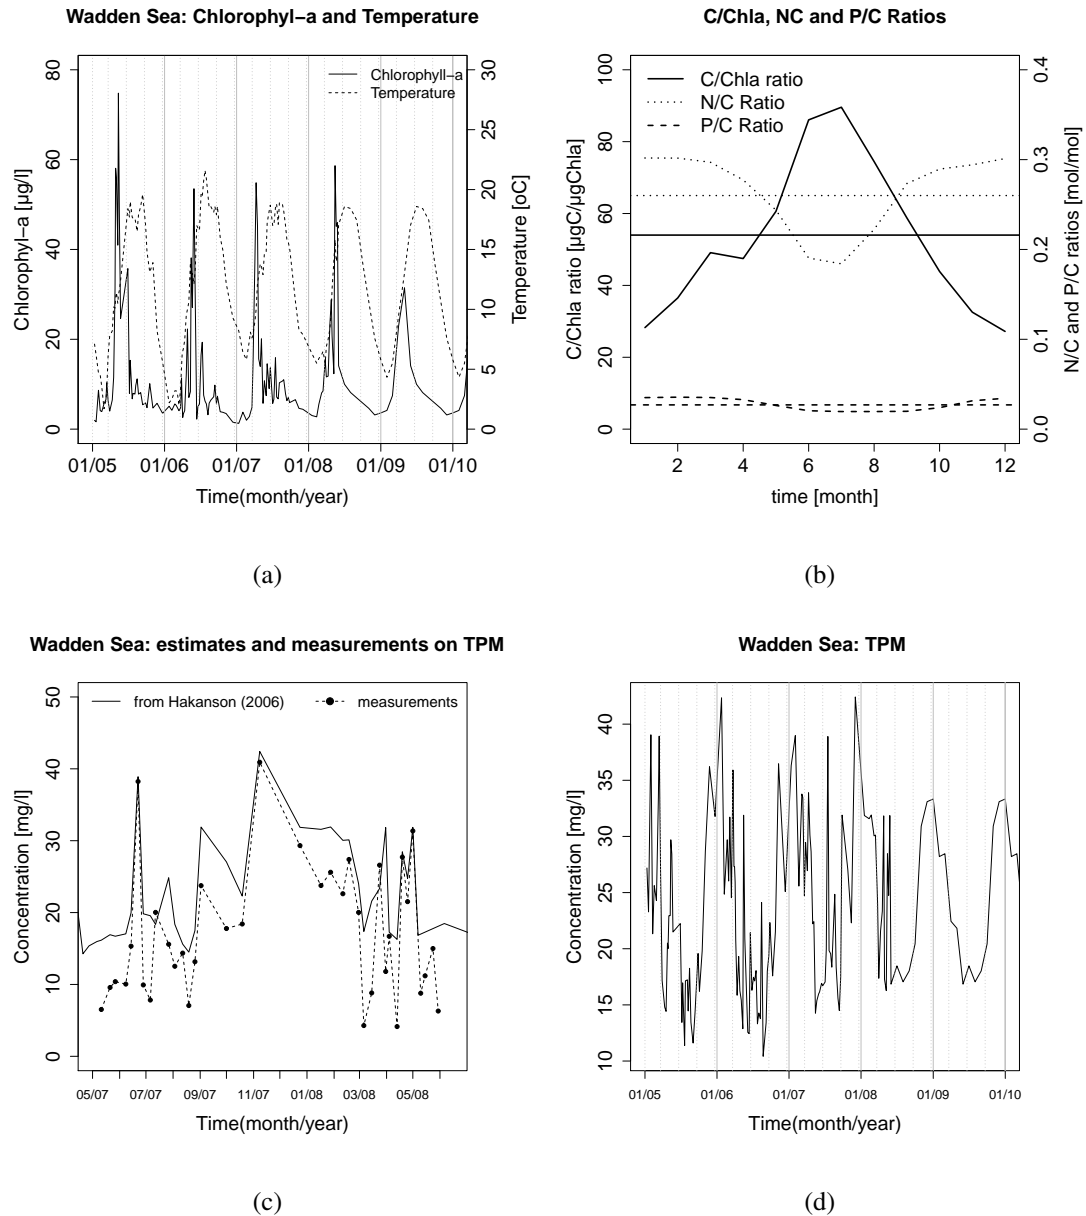 Wadden Sea: Chlorophyl−a and Temperature
Chlorophyll−a
Temperature
Chlorophyl−a [µg/l]
0 20 40 60 80
Temperature [oC]
0 5 10 15 20 25 30
01/05 01/06 01/07 01/08 01/09 01/10
Time(month/year)
(a)
C/Chla, NC and P/C Ratios
C/Chla ratio
N/C Ratio
P/C Ratio
C/Chla ratio [µgC/µgChla]
0 20 40 60 80 100
N/C and P/C ratios [mol/mol]
0.0 0.1 0.2 0.3 0.4
2 4 6 8 10 12
time [month]
(b)
Wadden Sea: estimates and measurements on TPM
from Hakanson (2006) measurements
Concentration [mg/l]
0 10 20 30 40 50
05/07 07/07 09/07 11/07 01/08 03/08 05/08
Time(month/year)
(c)
Wadden Sea: TPM
Concentration [mg/l]
10 15 20 25 30 35 40
01/05 01/06 01/07 01/08 01/09 01/10
Time(month/year)
(d)